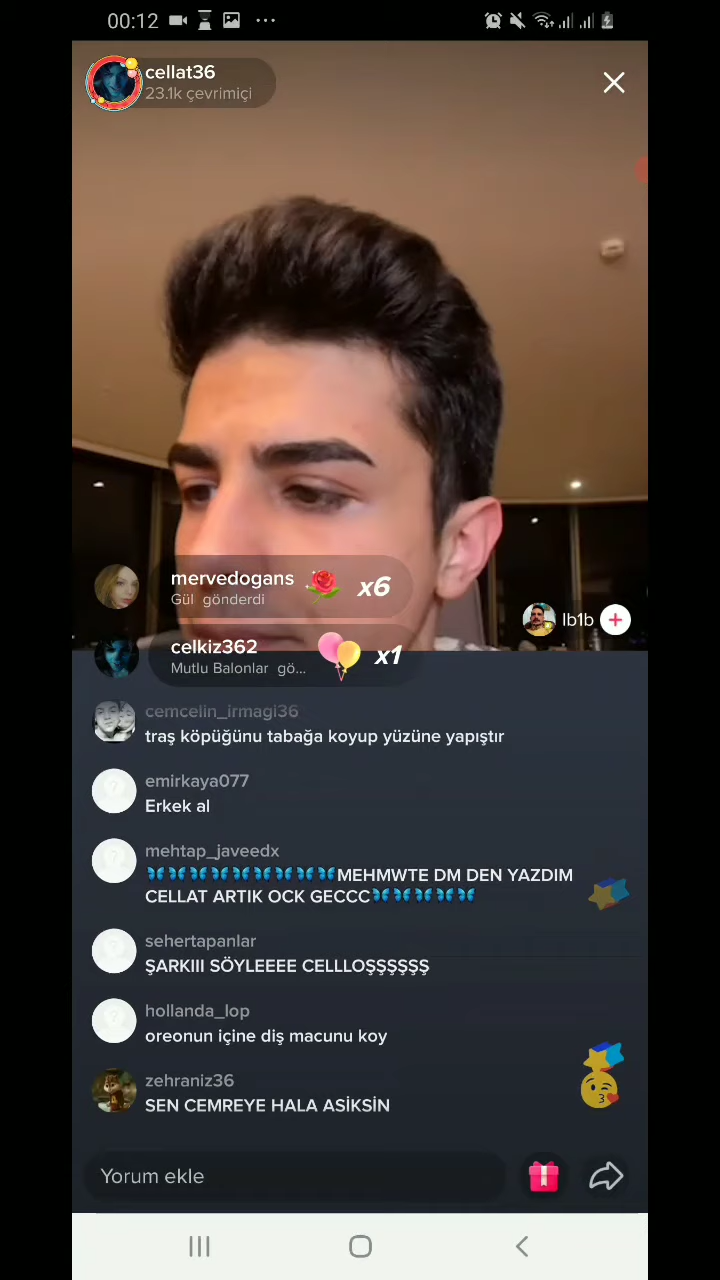 00:12
cellat36
23.1k çevrimiçi
mervedogans
Gül gönderdi
x6
lb1b
celkiz362
Mutlu Balonlar gö...
x1
cemcelin_irmagi36
traş köpüğünu tabağa koyup yüzüne yapıştır
emirkaya077
Erkek al
mehtap_javeedx
🦋🦋🦋🦋🦋🦋🦋🦋🦋MEHMWTE DM DEN YAZDIM
CELLAT ARTIK OCK GECCC🦋🦋🦋🦋🦋
sehertapanlar
ŞARKIII SÖYLEEEE CELLLOŞŞŞŞŞŞ
hollanda_lop
oreonun içine diş macunu koy
zehraniz36
SEN CEMREYE HALA ASİKSİN
Yorum ekle